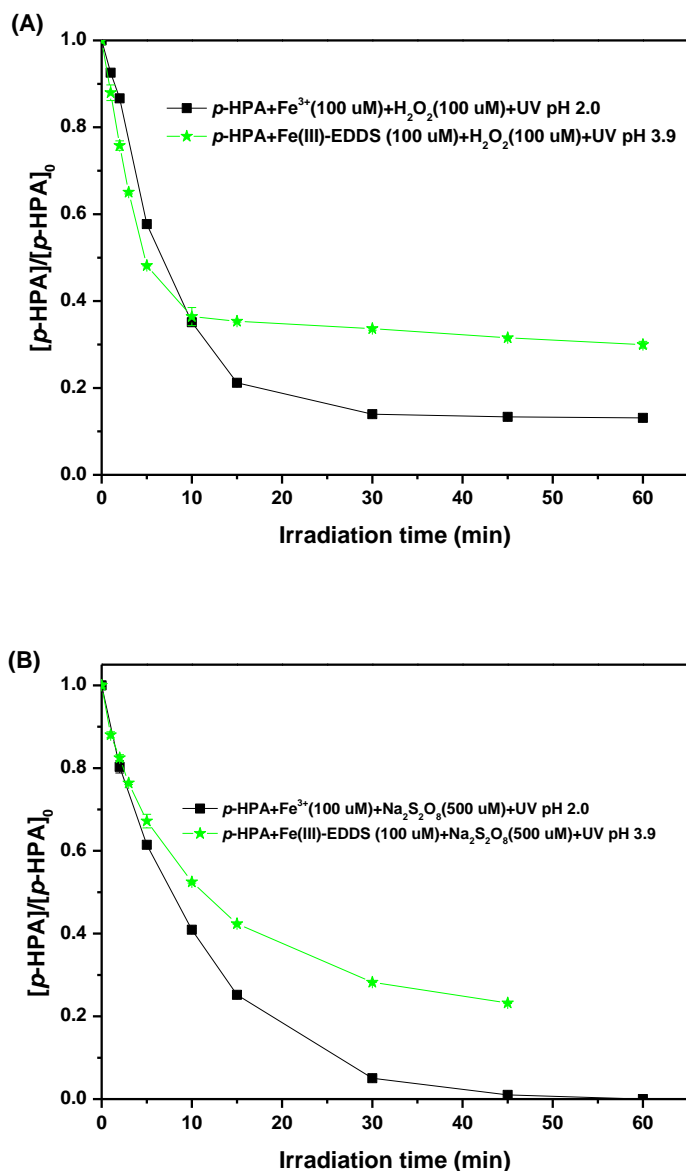 (A)
1.0
0.8
0.6
0.4
0.2
0.0
[p-HPA]/[p-HPA]₀
p-HPA+Fe³⁺(100 uM)+H₂O₂(100 uM)+UV pH 2.0
p-HPA+Fe(III)-EDDS (100 uM)+H₂O₂(100 uM)+UV pH 3.9
0 10 20 30 40 50 60
Irradiation time (min)
(B)
1.0
0.8
0.6
0.4
0.2
0.0
[p-HPA]/[p-HPA]₀
p-HPA+Fe³⁺(100 uM)+Na₂S₂O₈(500 uM)+UV pH 2.0
p-HPA+Fe(III)-EDDS (100 uM)+Na₂S₂O₈(500 uM)+UV pH 3.9
0 10 20 30 40 50 60
Irradiation time (min)